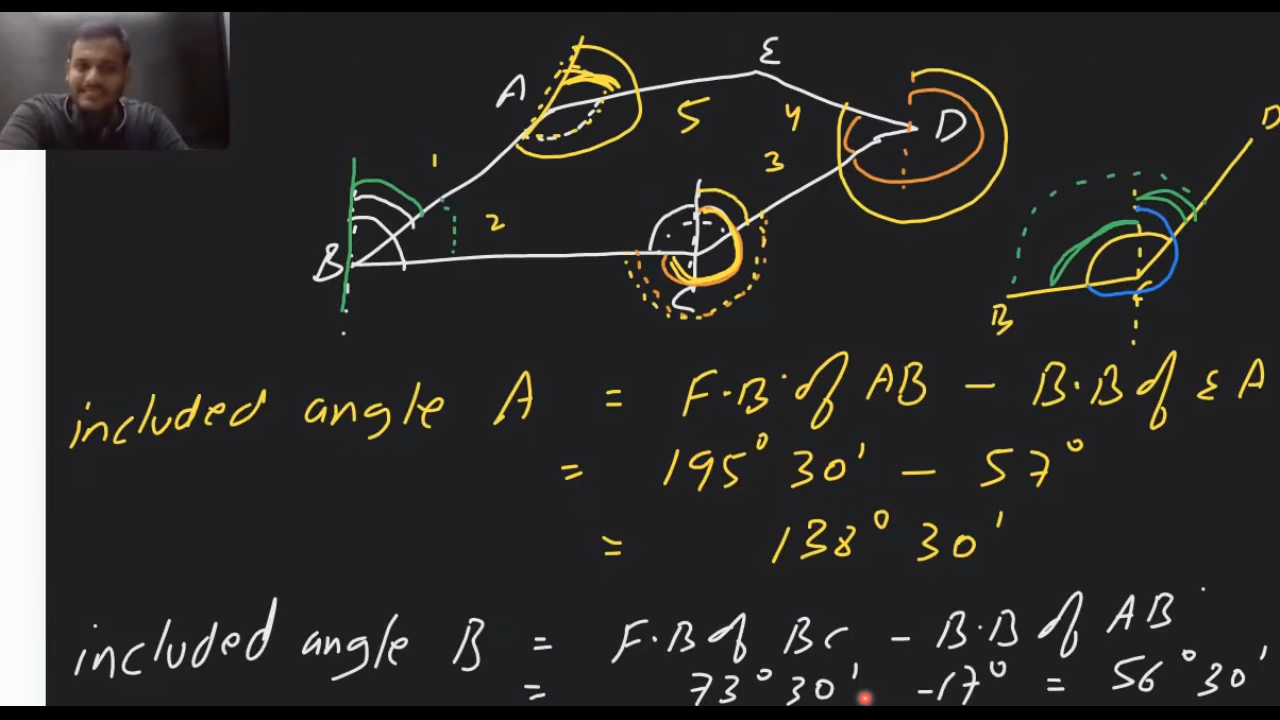 A
E
5
4
D
1
3
2
B
C
D
B
C
included angle A = F.B. of AB - B.B of EA
= 195° 30' - 57°
= 138° 30'
included angle B = F.B of BC - B.B of AB
= 73° 30' -17° = 56° 30'